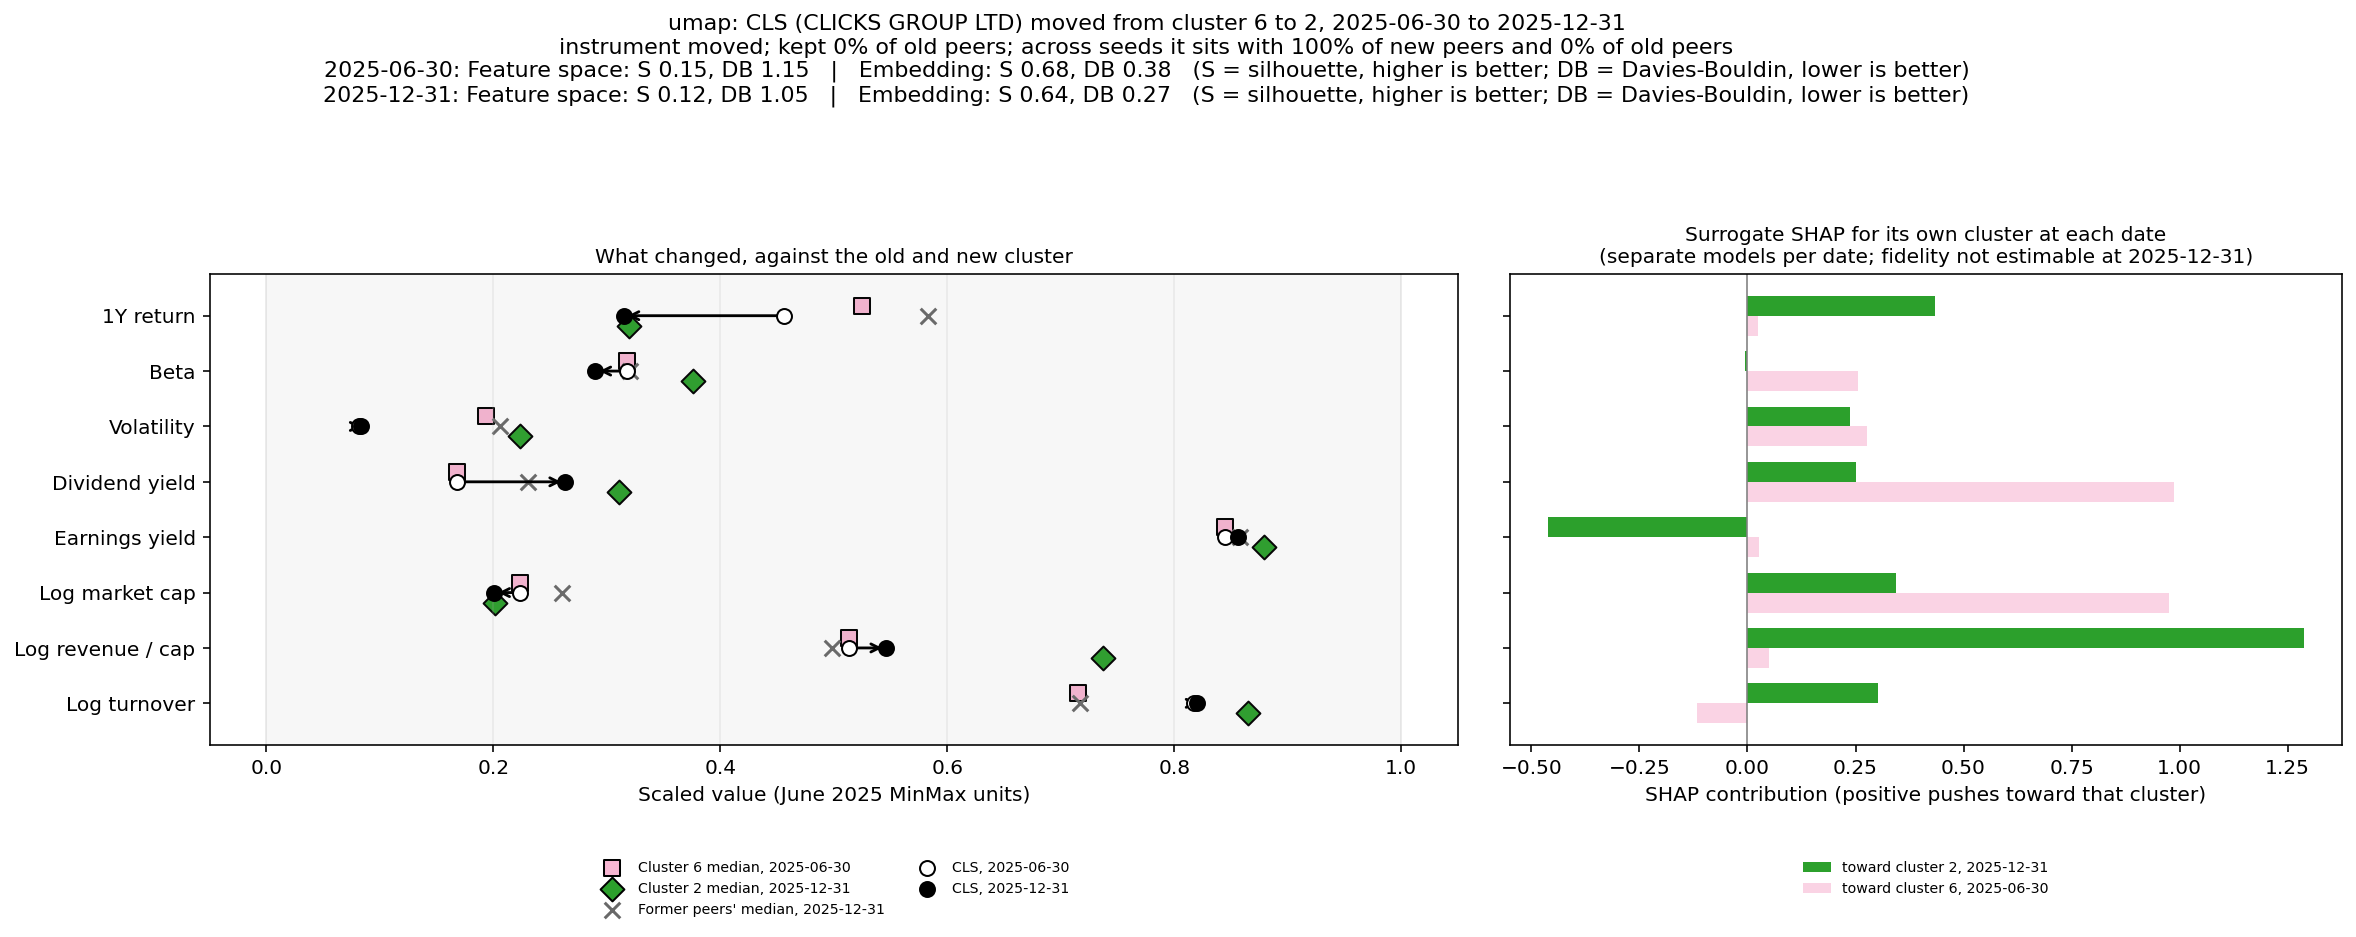 umap: CLS (CLICKS GROUP LTD) moved from cluster 6 to 2, 2025-06-30 to 2025-12-31
instrument moved; kept 0% of old peers; across seeds it sits with 100% of new peers and 0% of old peers
2025-06-30: Feature space: S 0.15, DB 1.15   |   Embedding: S 0.68, DB 0.38   (S = silhouette, higher is better; DB = Davies-Bouldin, lower is better)
2025-12-31: Feature space: S 0.12, DB 1.05   |   Embedding: S 0.64, DB 0.27   (S = silhouette, higher is better; DB = Davies-Bouldin, lower is better)
What changed, against the old and new cluster
1Y return
Beta
Volatility
Dividend yield
Earnings yield
Log market cap
Log revenue / cap
Log turnover
0.0 0.2 0.4 0.6 0.8 1.0
Scaled value (June 2025 MinMax units)
Cluster 6 median, 2025-06-30
Cluster 2 median, 2025-12-31
Former peers' median, 2025-12-31
CLS, 2025-06-30
CLS, 2025-12-31
Surrogate SHAP for its own cluster at each date
(separate models per date; fidelity not estimable at 2025-12-31)
−0.50 −0.25 0.00 0.25 0.50 0.75 1.00 1.25
SHAP contribution (positive pushes toward that cluster)
toward cluster 2, 2025-12-31
toward cluster 6, 2025-06-30